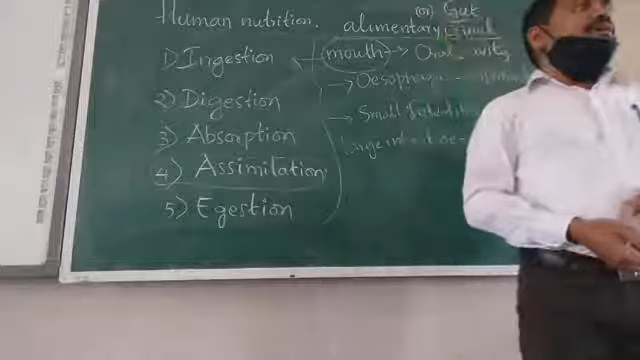 Human nutrition.
(or) Gut
alimentary canal
1) Ingestion
mouth → Oral
→ Oesophagus
2) Digestion
→ Small
3) Absorption
Large
4) Assimilation
5) Egestion